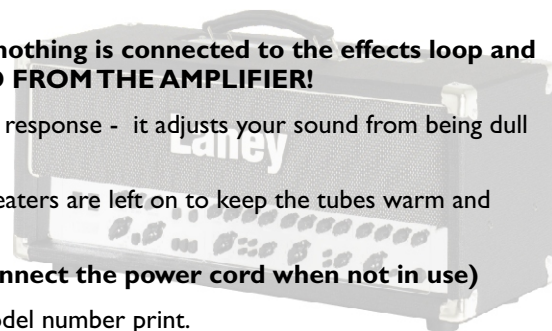 nothing is connected to the effects loop and
FROM THE AMPLIFIER!
response - it adjusts your sound from being dull
Laney
eaters are left on to keep the tubes warm and
nnect the power cord when not in use)
del number print.